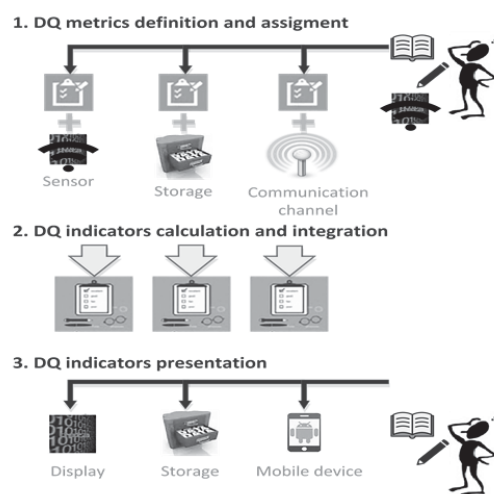 1. DQ metrics definition and assigment
Sensor
Storage
Communication
channel
2. DQ indicators calculation and integration
3. DQ indicators presentation
Display
Storage
Mobile device